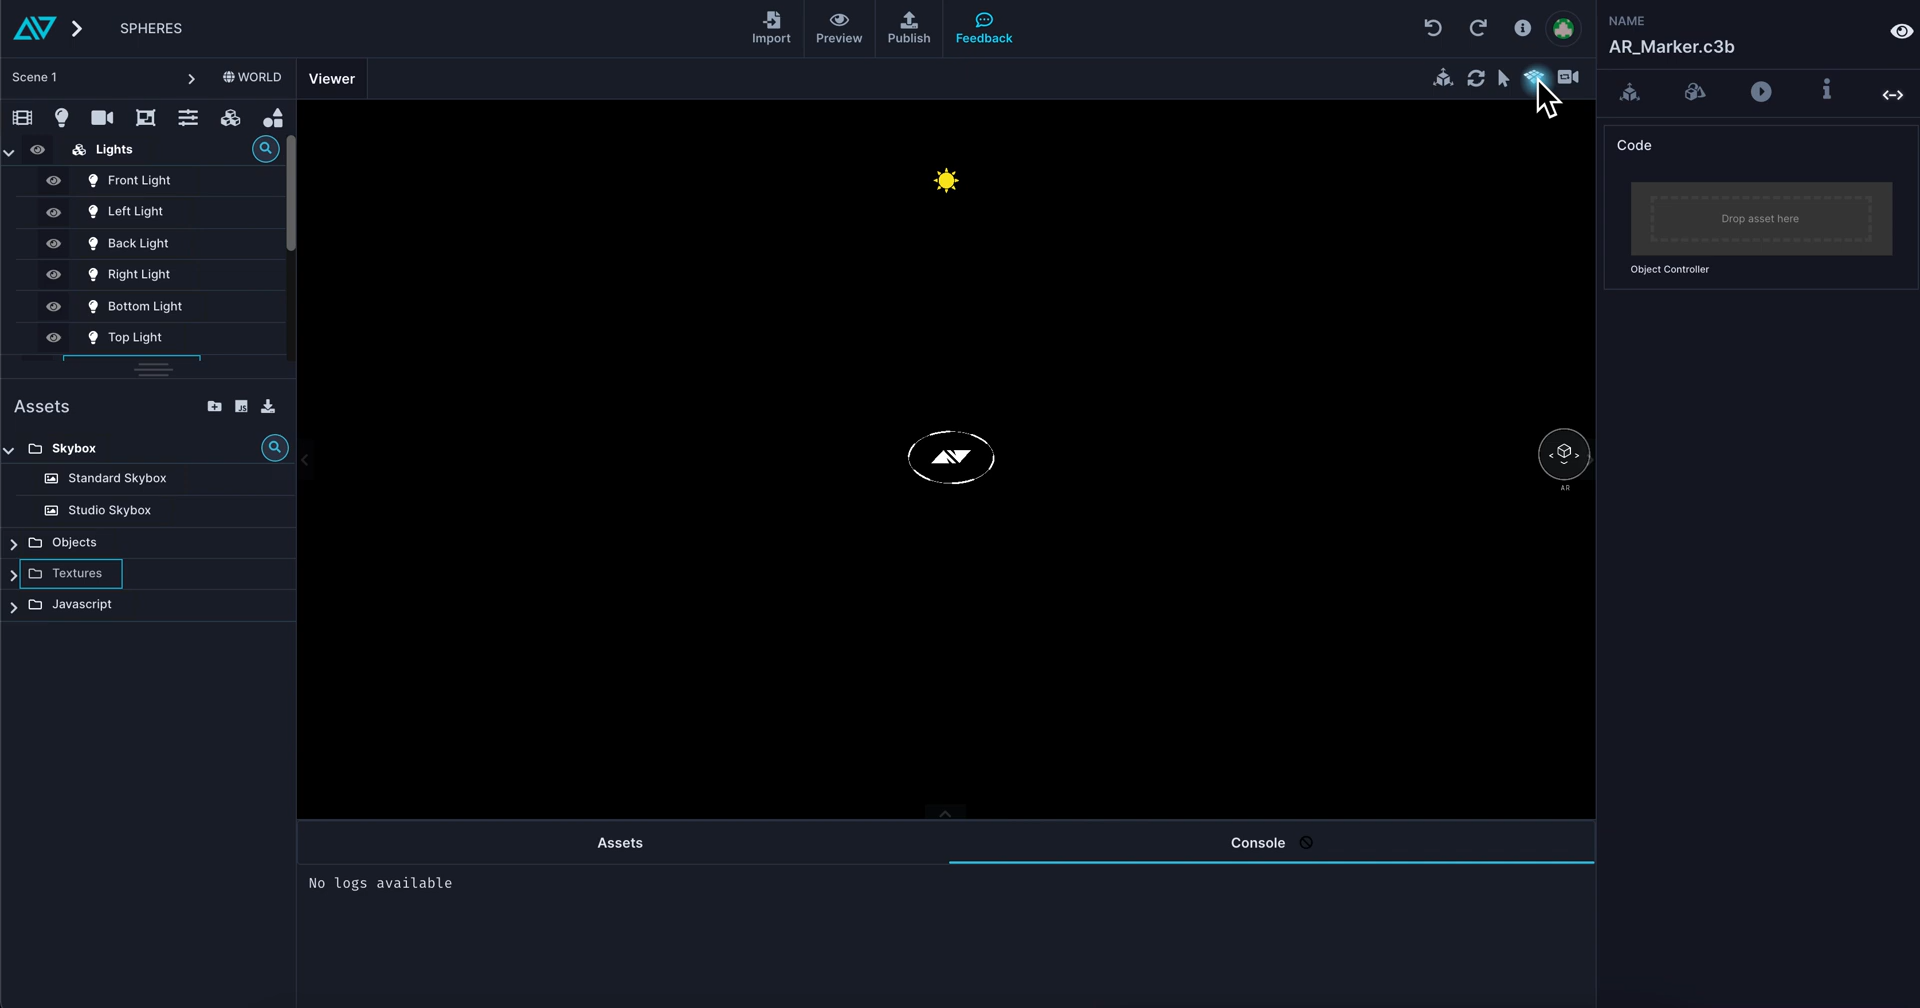 SPHERES
Import
Preview
Publish
Feedback
NAME
AR_Marker.c3b
Scene 1
WORLD
Viewer
Lights
Front Light
Left Light
Back Light
Right Light
Bottom Light
Top Light
Code
Drop asset here
Object Controller
Assets
JS
Skybox
Standard Skybox
Studio Skybox
Objects
Textures
Javascript
AR
Assets
Console
No logs available